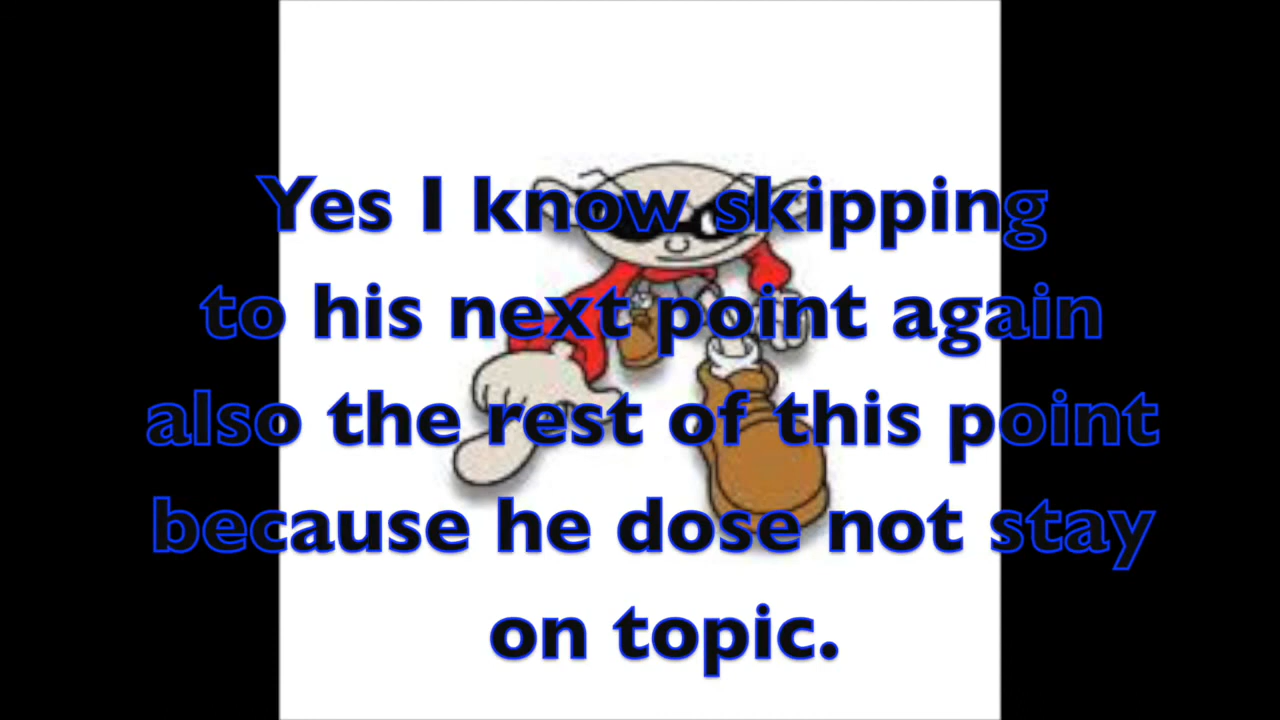 Yes I know skipping
to his next point again
also the rest of this point
because he dose not stay
on topic.